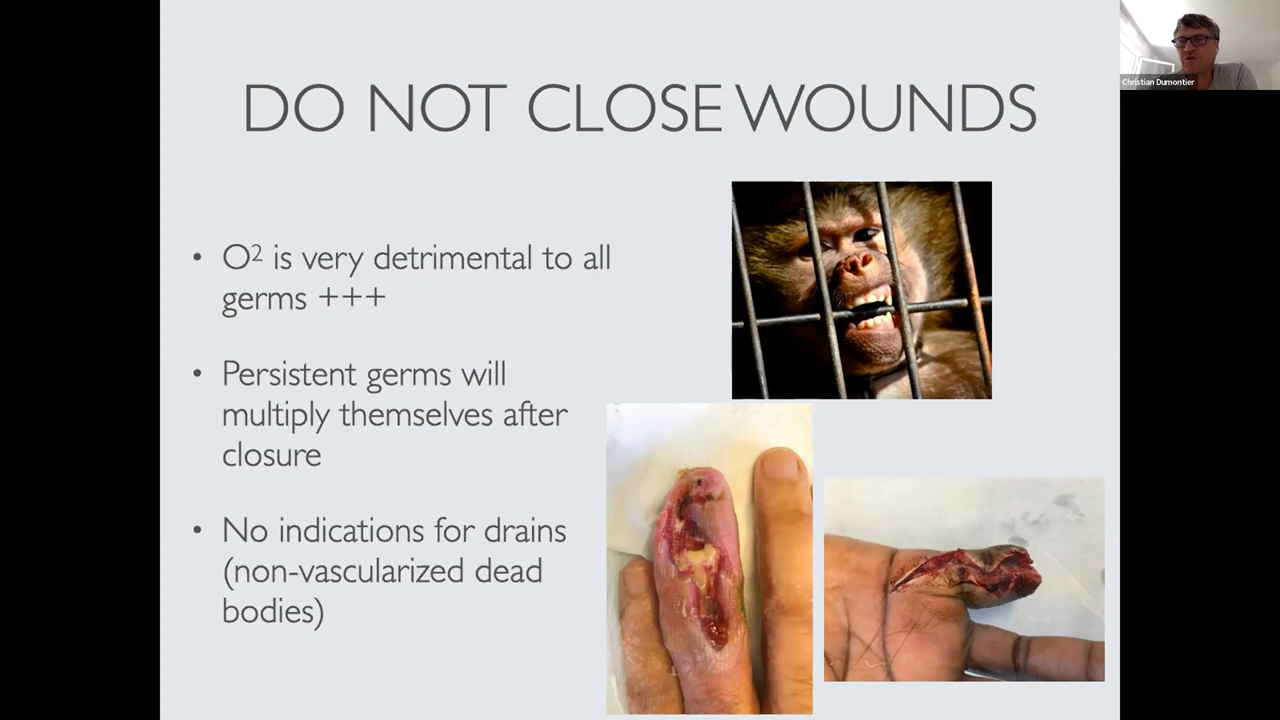 DO NOT CLOSE WOUNDS
Christian Dumontier
• O² is very detrimental to all
germs +++
• Persistent germs will
multiply themselves after
closure
• No indications for drains
(non-vascularized dead
bodies)